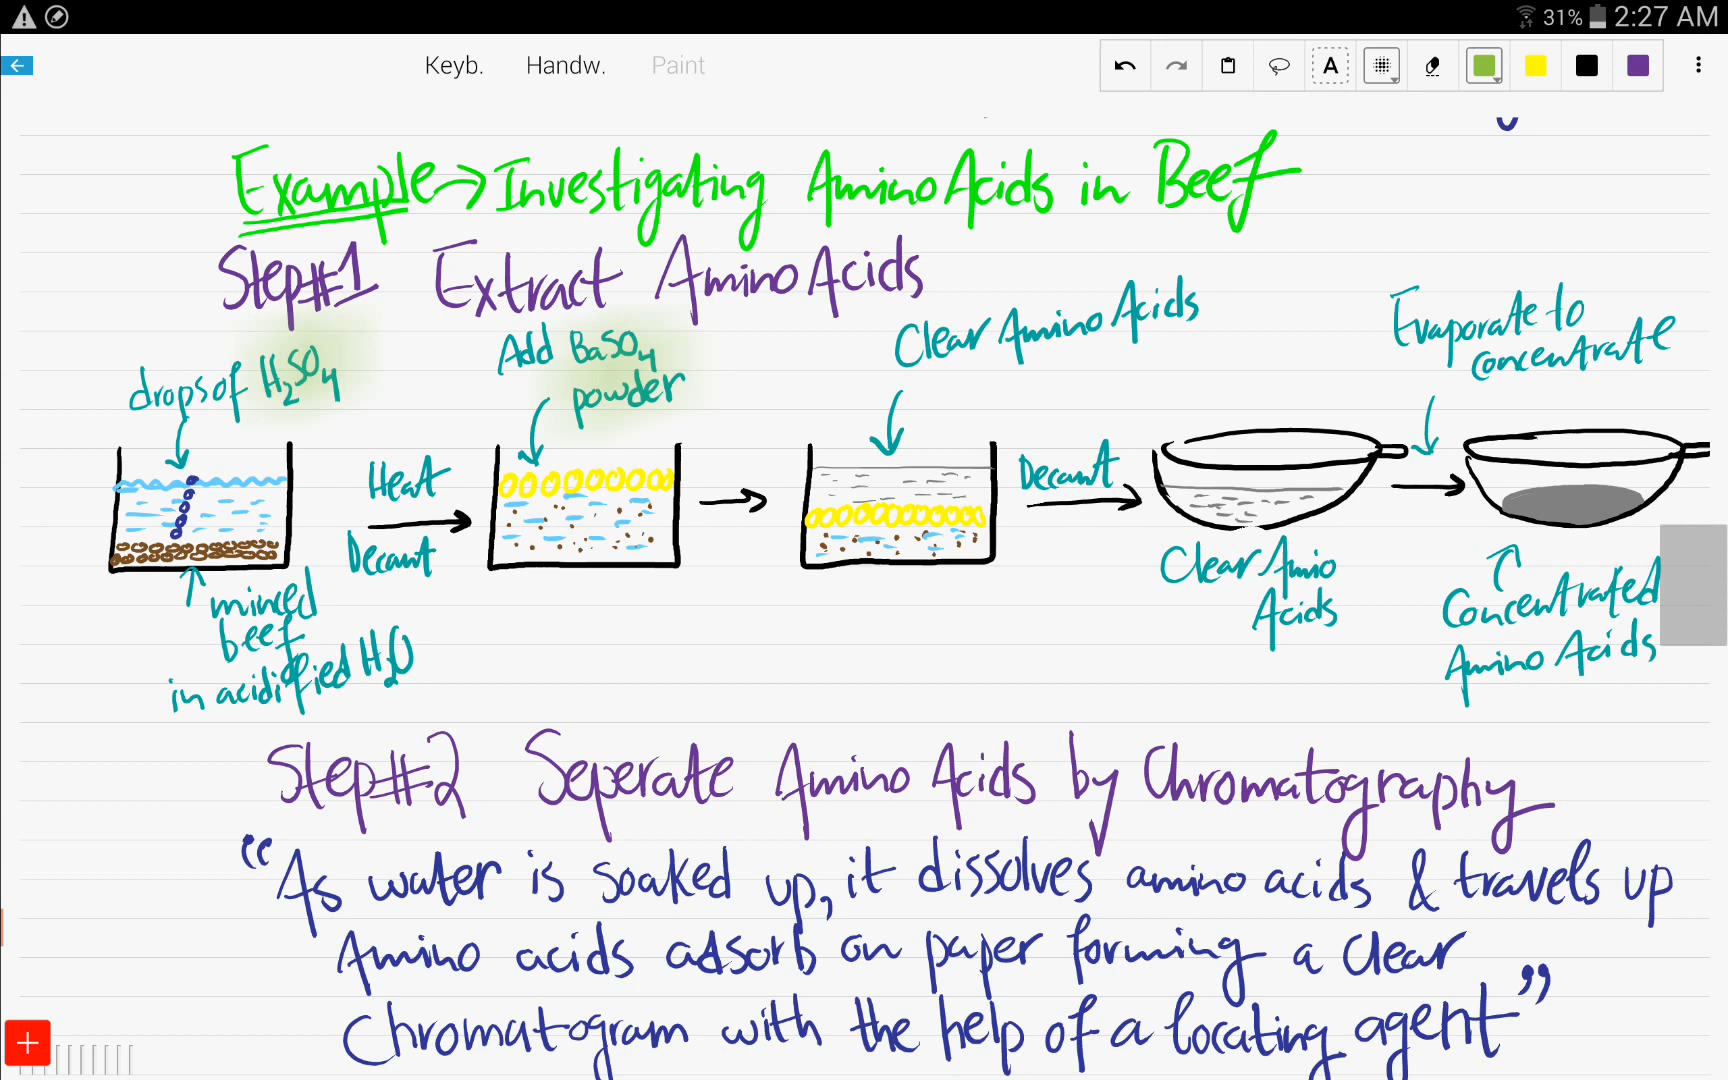 31% 2:27 AM
Keyb. Handw. Paint
A
Example → Investigating Amino Acids in Beef
Step#1 Extract Amino Acids
drops of H₂SO₄
Add BaSO₄
powder
Clear Amino Acids
Evaporate to
concentrate
Heat
Decant
Decant
minced
beef
in acidified H₂O
Clear Amio
Acids
Concentrated
Amino Acids
Step#2 Seperate Amino Acids by Chromatography
“As water is soaked up, it dissolves amino acids & travels up
Amino acids adsorb on paper forming a clear
Chromatogram with the help of a locating agent”